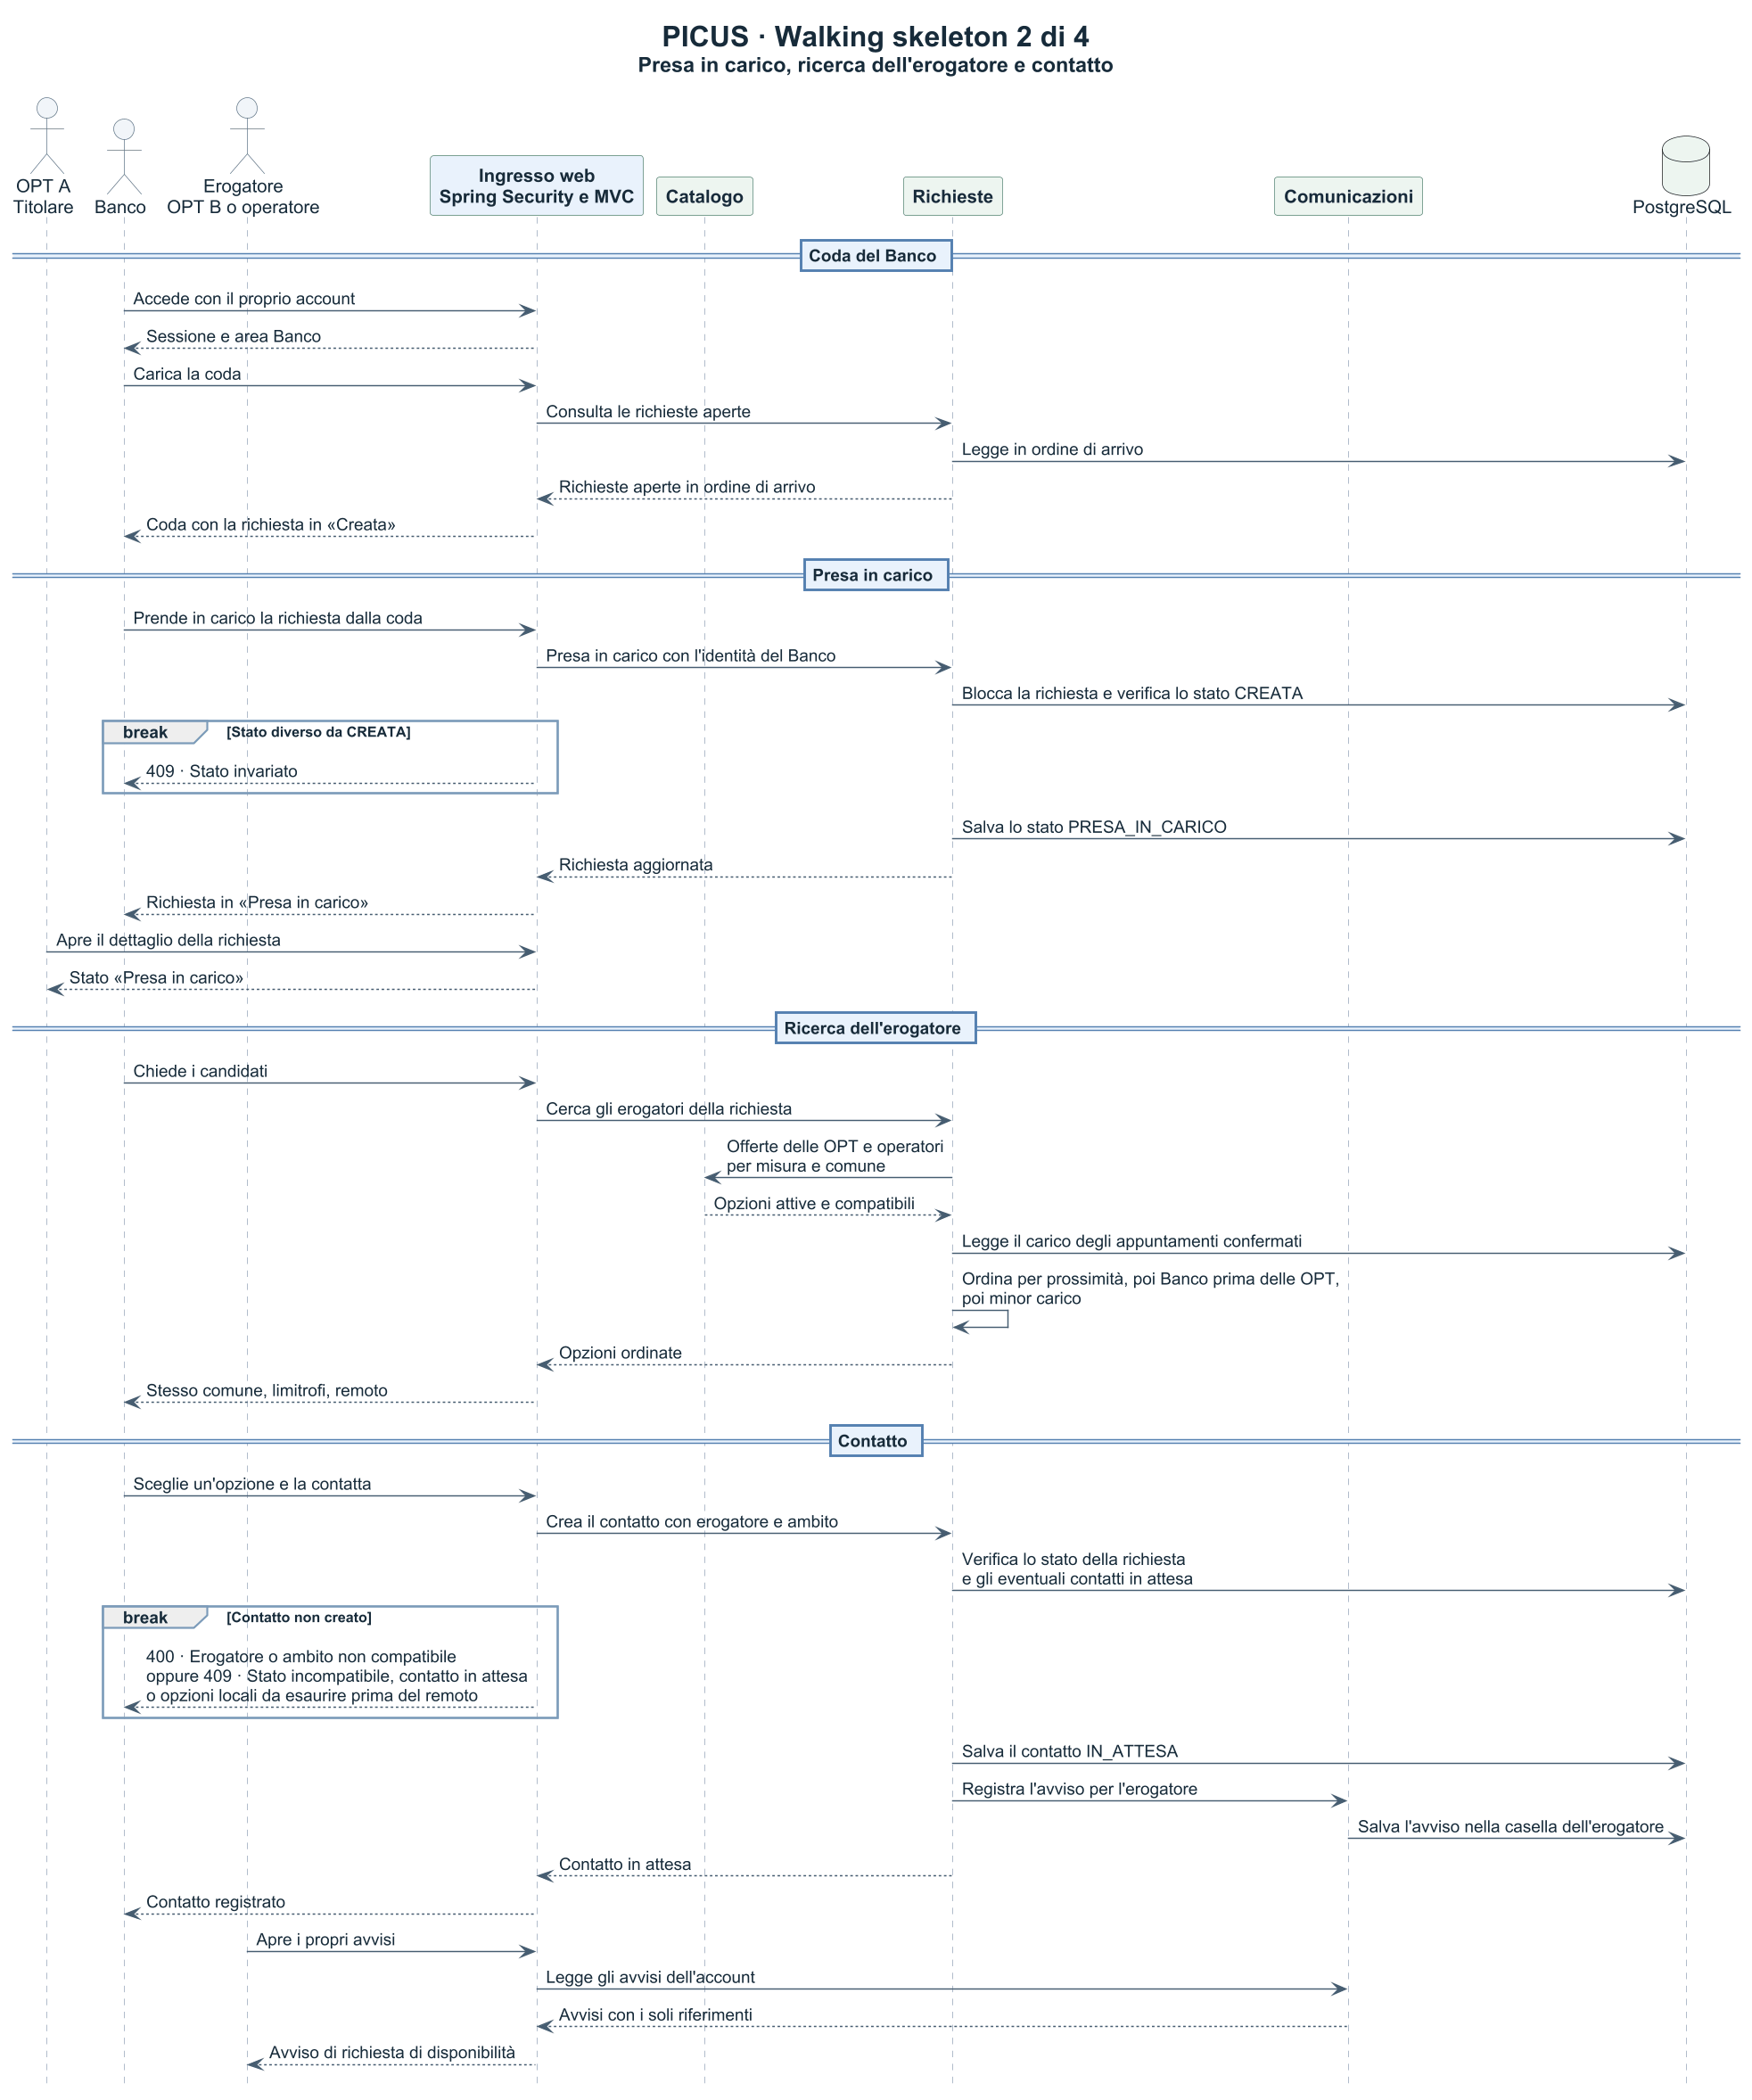 PICUS · Walking skeleton 2 di 4
Presa in carico, ricerca dell'erogatore e contatto
OPT A
Titolare
Banco
Erogatore
OPT B o operatore
Ingresso web
Spring Security e MVC
Catalogo
Richieste
Comunicazioni
PostgreSQL
Coda del Banco
Accede con il proprio account
Sessione e area Banco
Carica la coda
Consulta le richieste aperte
Legge in ordine di arrivo
Richieste aperte in ordine di arrivo
Coda con la richiesta in «Creata»
Presa in carico
Prende in carico la richiesta dalla coda
Presa in carico con l'identità del Banco
Blocca la richiesta e verifica lo stato CREATA
break [Stato diverso da CREATA]
409 · Stato invariato
Salva lo stato PRESA_IN_CARICO
Richiesta aggiornata
Richiesta in «Presa in carico»
Apre il dettaglio della richiesta
Stato «Presa in carico»
Ricerca dell'erogatore
Chiede i candidati
Cerca gli erogatori della richiesta
Offerte delle OPT e operatori
per misura e comune
Opzioni attive e compatibili
Legge il carico degli appuntamenti confermati
Ordina per prossimità, poi Banco prima delle OPT,
poi minor carico
Opzioni ordinate
Stesso comune, limitrofi, remoto
Contatto
Sceglie un'opzione e la contatta
Crea il contatto con erogatore e ambito
Verifica lo stato della richiesta
e gli eventuali contatti in attesa
break [Contatto non creato]
400 · Erogatore o ambito non compatibile
oppure 409 · Stato incompatibile, contatto in attesa
o opzioni locali da esaurire prima del remoto
Salva il contatto IN_ATTESA
Registra l'avviso per l'erogatore
Salva l'avviso nella casella dell'erogatore
Contatto in attesa
Contatto registrato
Apre i propri avvisi
Legge gli avvisi dell'account
Avvisi con i soli riferimenti
Avviso di richiesta di disponibilità